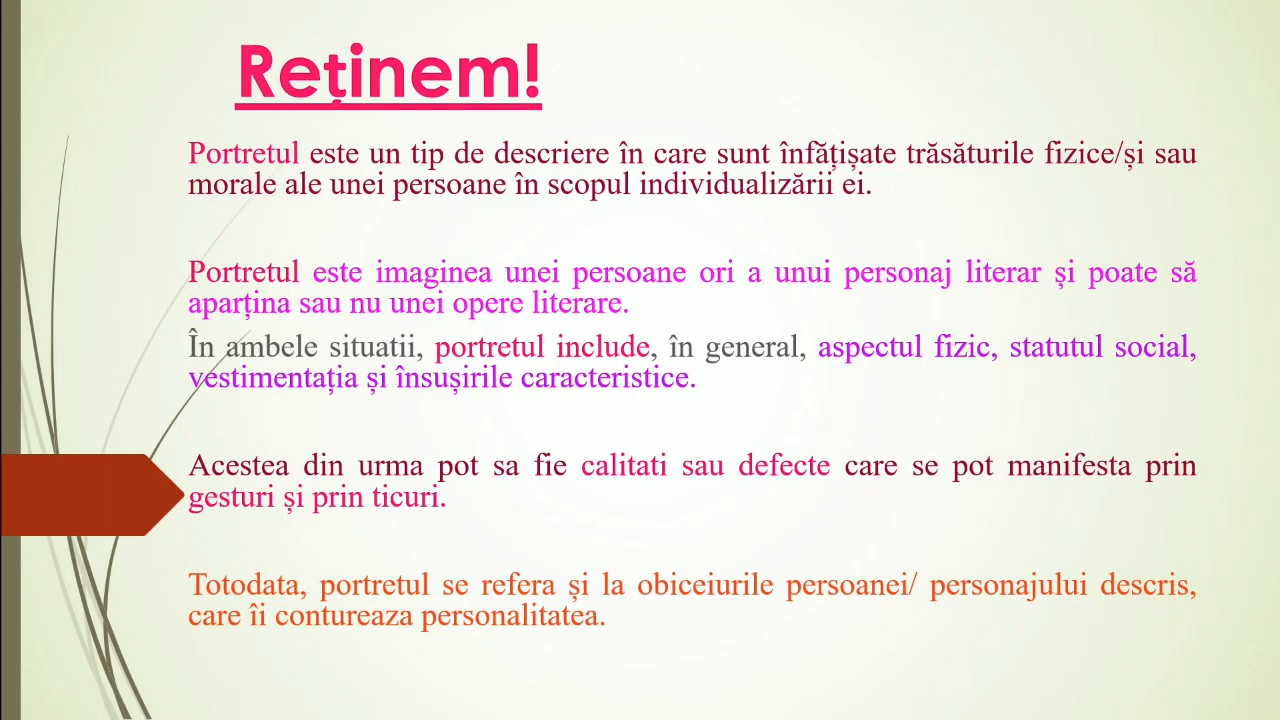 Reținem!
Portretul este un tip de descriere în care sunt înfățișate trăsăturile fizice/și sau
morale ale unei persoane în scopul individualizării ei.
Portretul este imaginea unei persoane ori a unui personaj literar și poate să
aparțina sau nu unei opere literare.
În ambele situatii, portretul include, în general, aspectul fizic, statutul social,
vestimentația și însușirile caracteristice.
Acestea din urma pot sa fie calitati sau defecte care se pot manifesta prin
gesturi și prin ticuri.
Totodata, portretul se refera și la obiceiurile persoanei/ personajului descris,
care îi contureaza personalitatea.